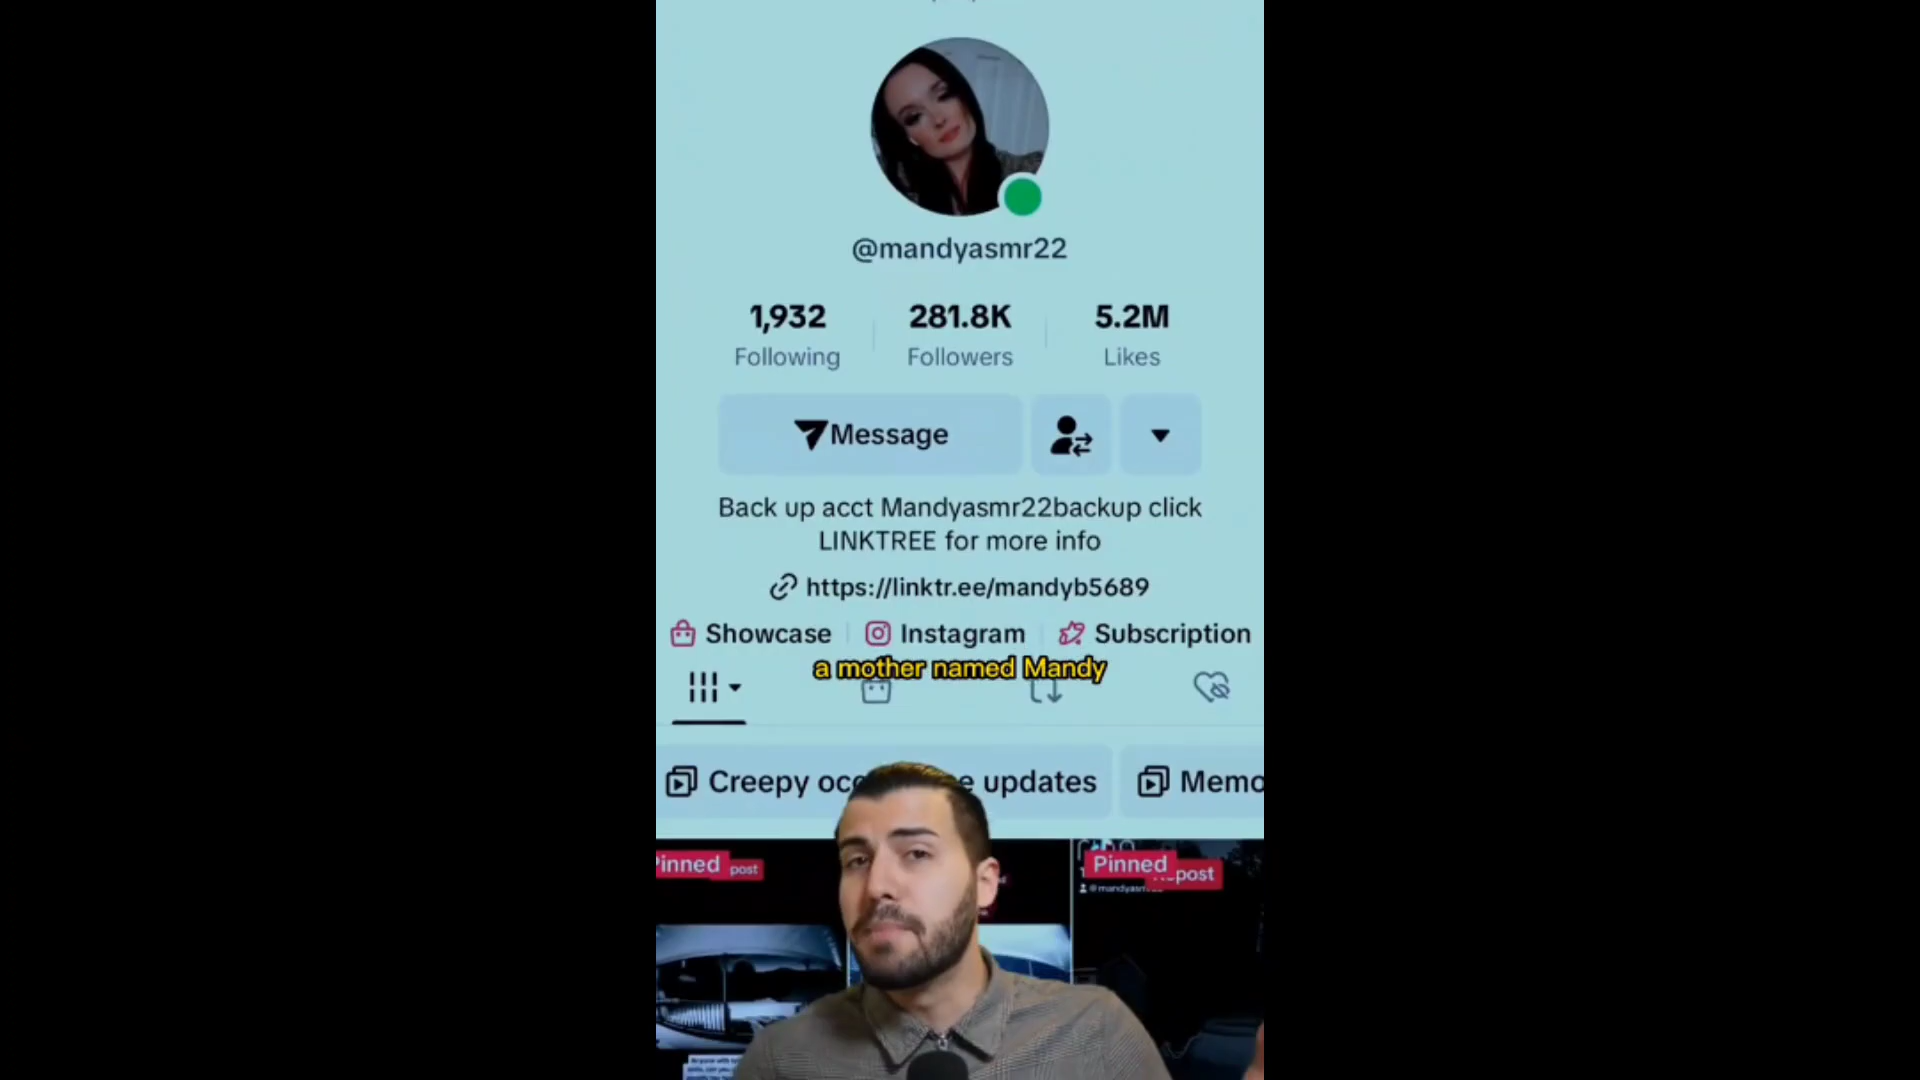 @mandyasmr22
1,932 281.8K 5.2M
Following Followers Likes
Message
Back up acct Mandyasmr22backup click
LINKTREE for more info
https://linktr.ee/mandyb5689
Showcase Instagram Subscription
a mother named Mandy
Creepy updates Memo
Pinned post Pinned post